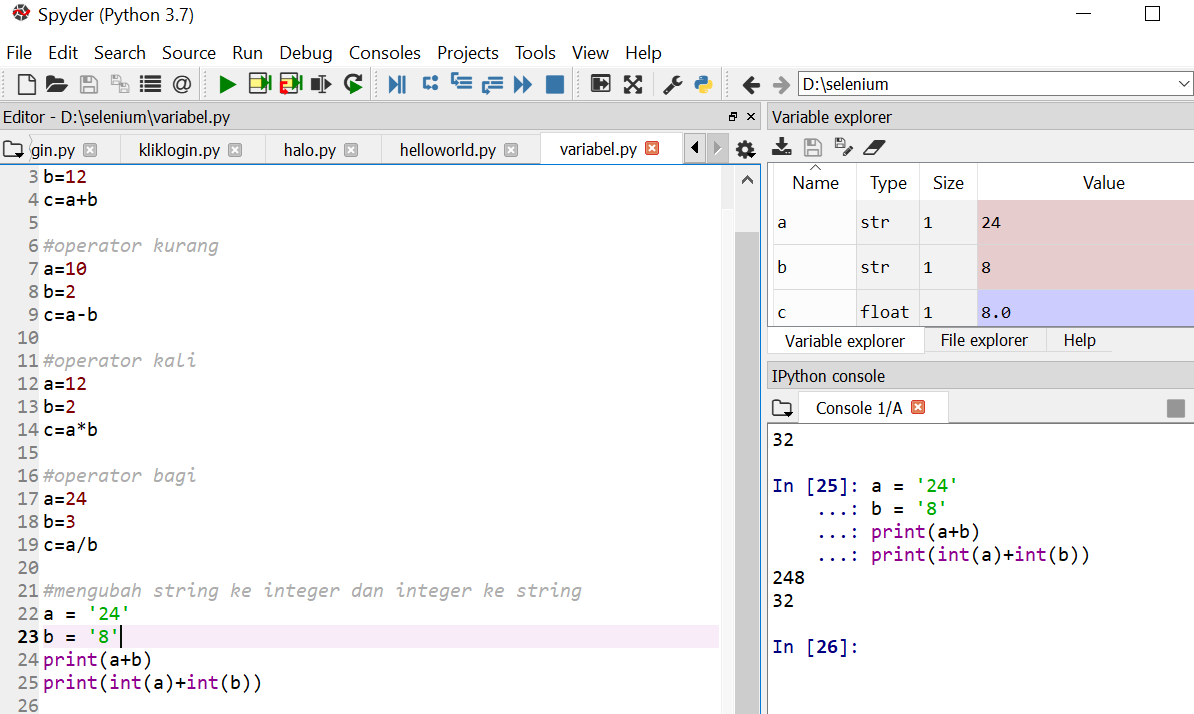 Spyder (Python 3.7)
File Edit Search Source Run Debug Consoles Projects Tools View Help
D:\selenium
Editor - D:\selenium\variabel.py
gin.py kliklogin.py halo.py helloworld.py variabel.py
3 b=12
4 c=a+b
5
6 #operator kurang
7 a=10
8 b=2
9 c=a-b
10
11 #operator kali
12 a=12
13 b=2
14 c=a*b
15
16 #operator bagi
17 a=24
18 b=3
19 c=a/b
20
21 #mengubah string ke integer dan integer ke string
22 a = '24'
23 b = '8'
24 print(a+b)
25 print(int(a)+int(b))
26
Variable explorer
Name Type Size Value
a str 1 24
b str 1 8
c float 1 8.0
Variable explorer File explorer Help
IPython console
Console 1/A
32
In [25]: a = '24'
...: b = '8'
...: print(a+b)
...: print(int(a)+int(b))
248
32
In [26]: